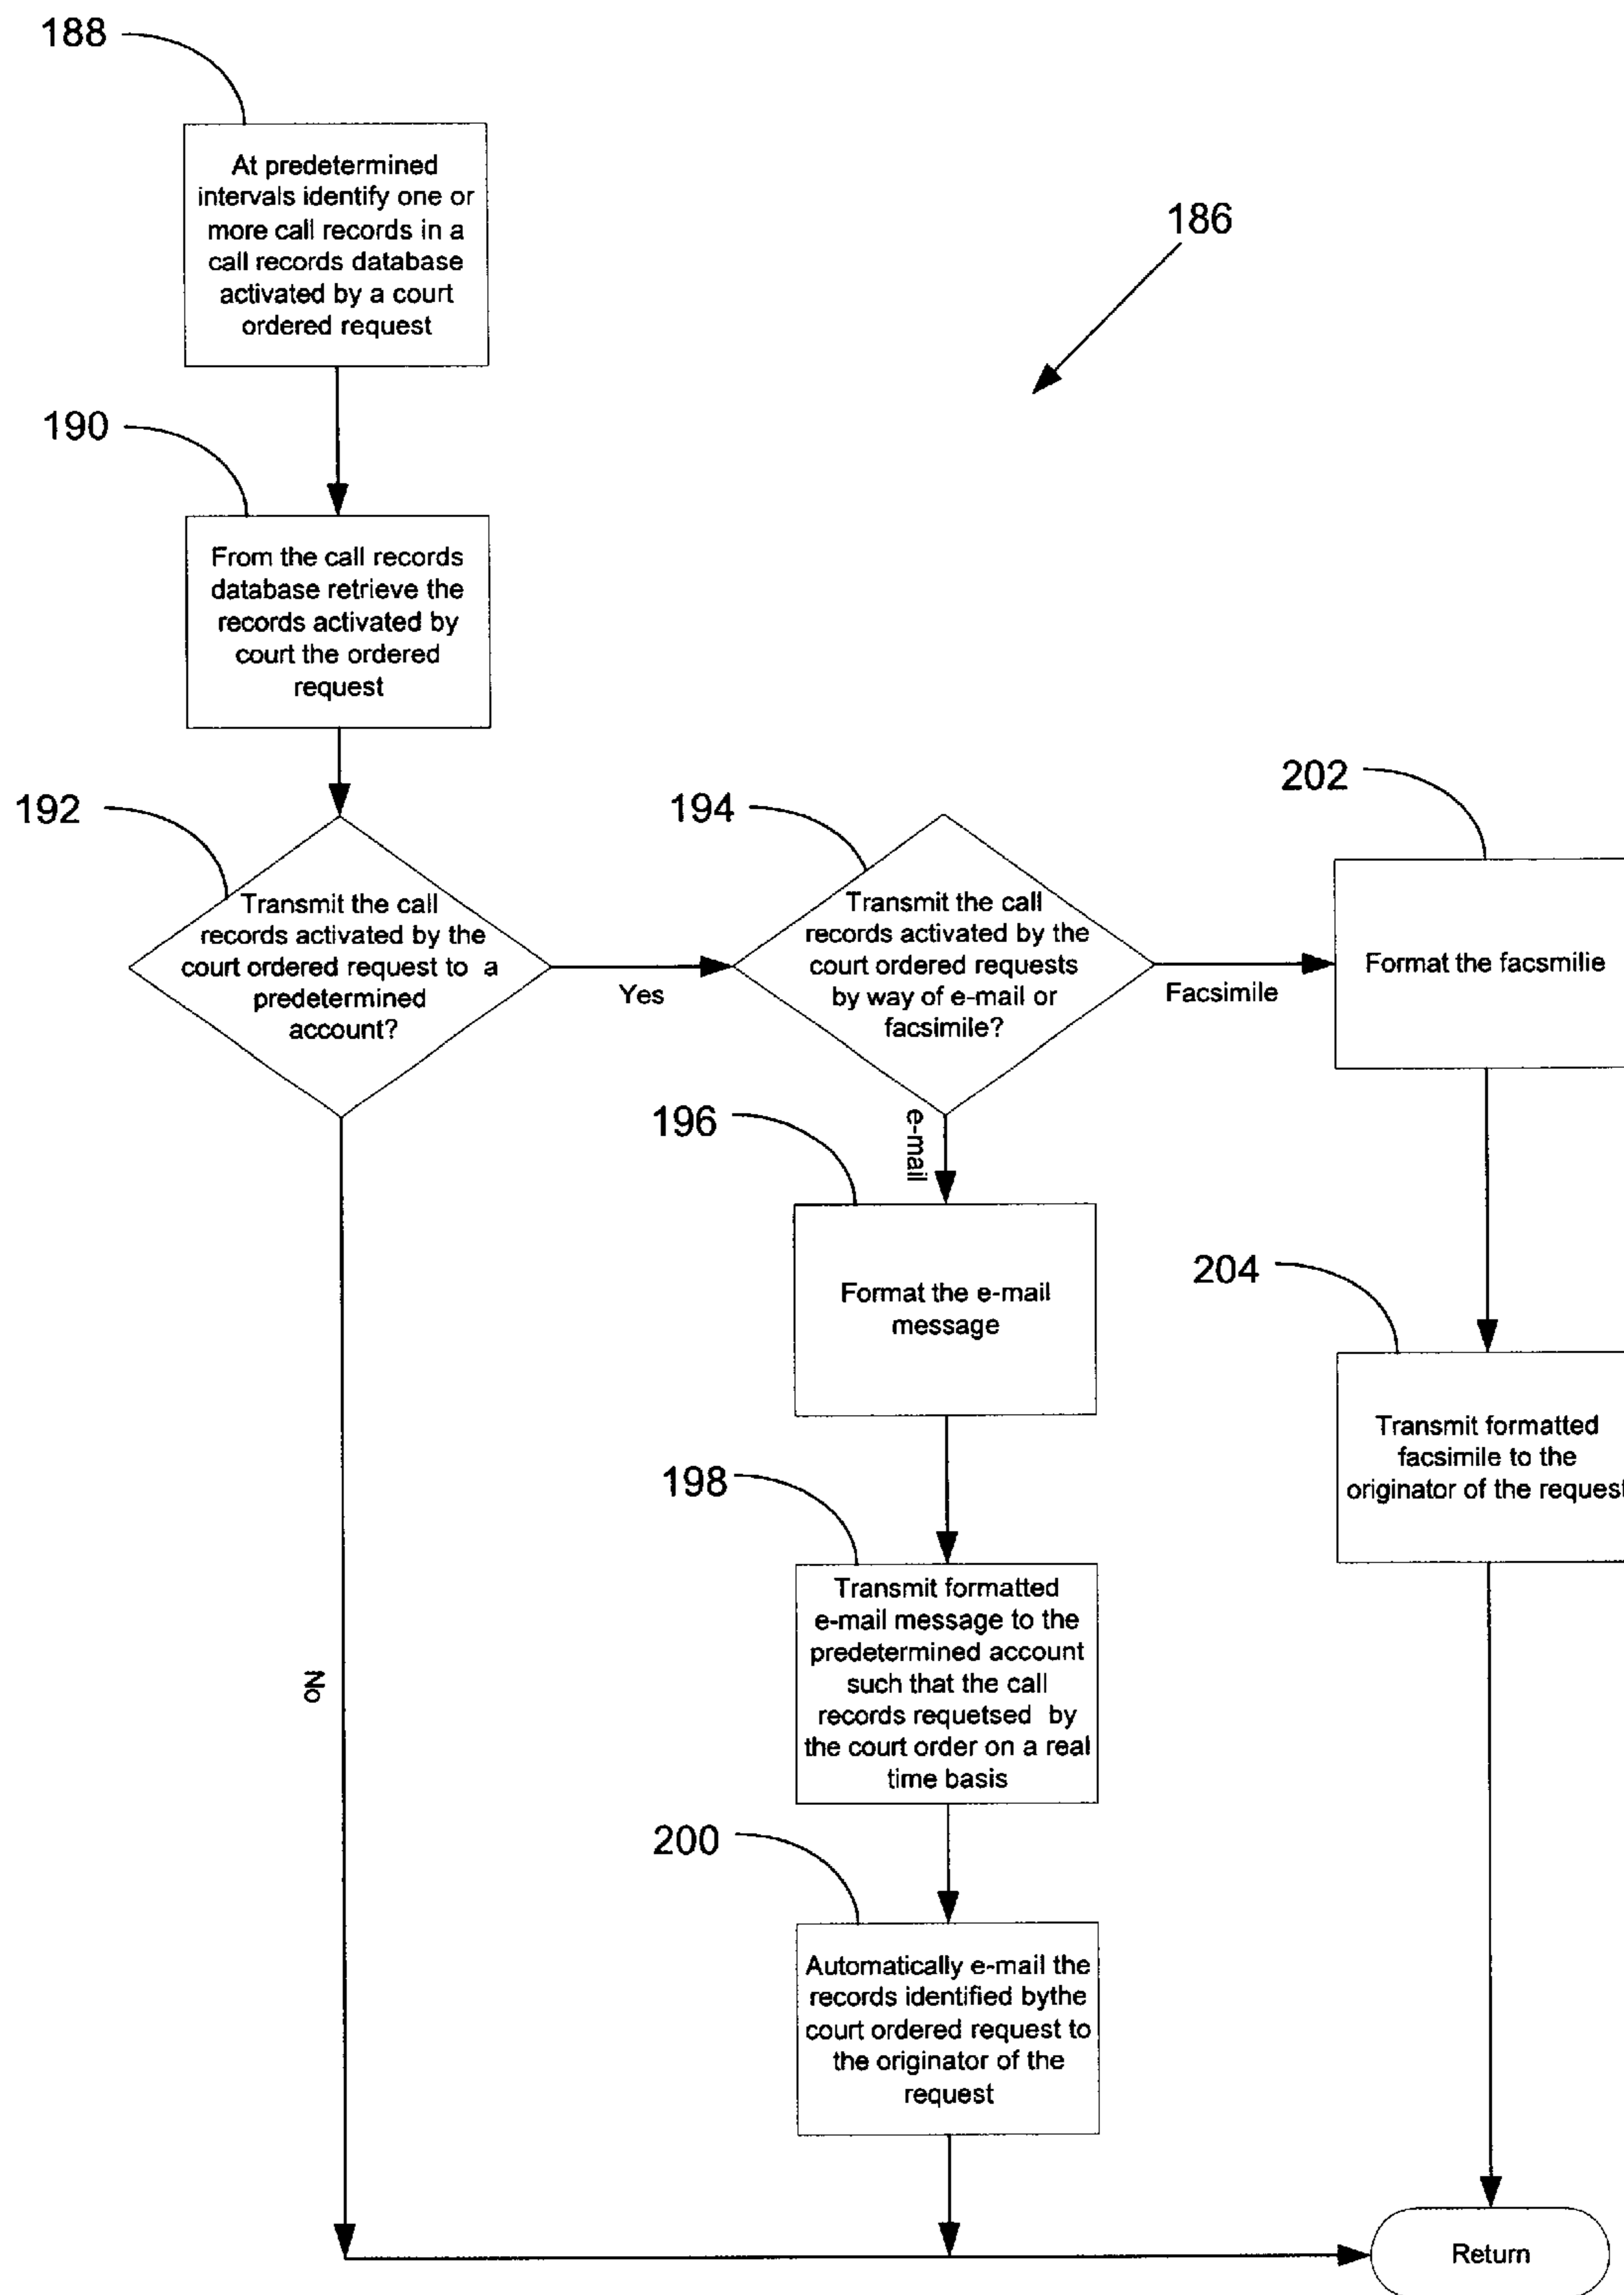 188
At predetermined
intervals identify one or
more call records in a
call records database
activated by a court
ordered request
186
190
From the call records
database retrieve the
records activated by
court the ordered
request
192
Transmit the call
records activated by the
court ordered request to a
predetermined
account?
Yes
No
194
Transmit the call
records activated by the
court ordered requests
by way of e-mail or
facsimile?
Facsimile
e-mail
202
Format the facsmilie
196
Format the e-mail
message
204
Transmit formatted
facsimile to the
originator of the request
198
Transmit formatted
e-mail message to the
predetermined account
such that the call
records requetsed by
the court order on a real
time basis
200
Automatically e-mail the
records identified bythe
court ordered request to
the originator of the
request
Return